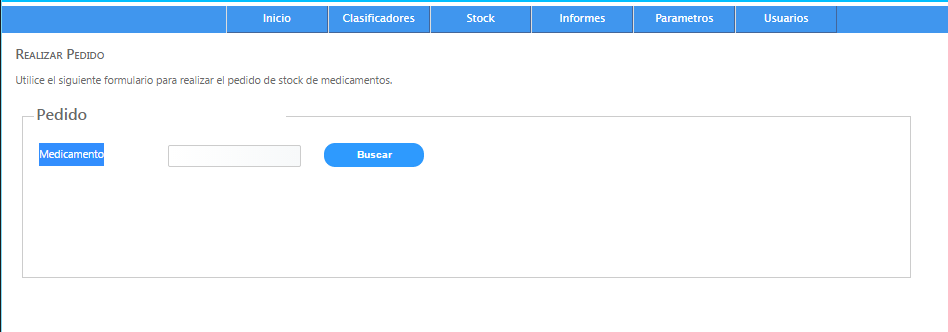 Inicio Clasificadores Stock Informes Parametros Usuarios
Realizar Pedido
Utilice el siguiente formulario para realizar el pedido de stock de medicamentos.
Pedido
Medicamento Buscar